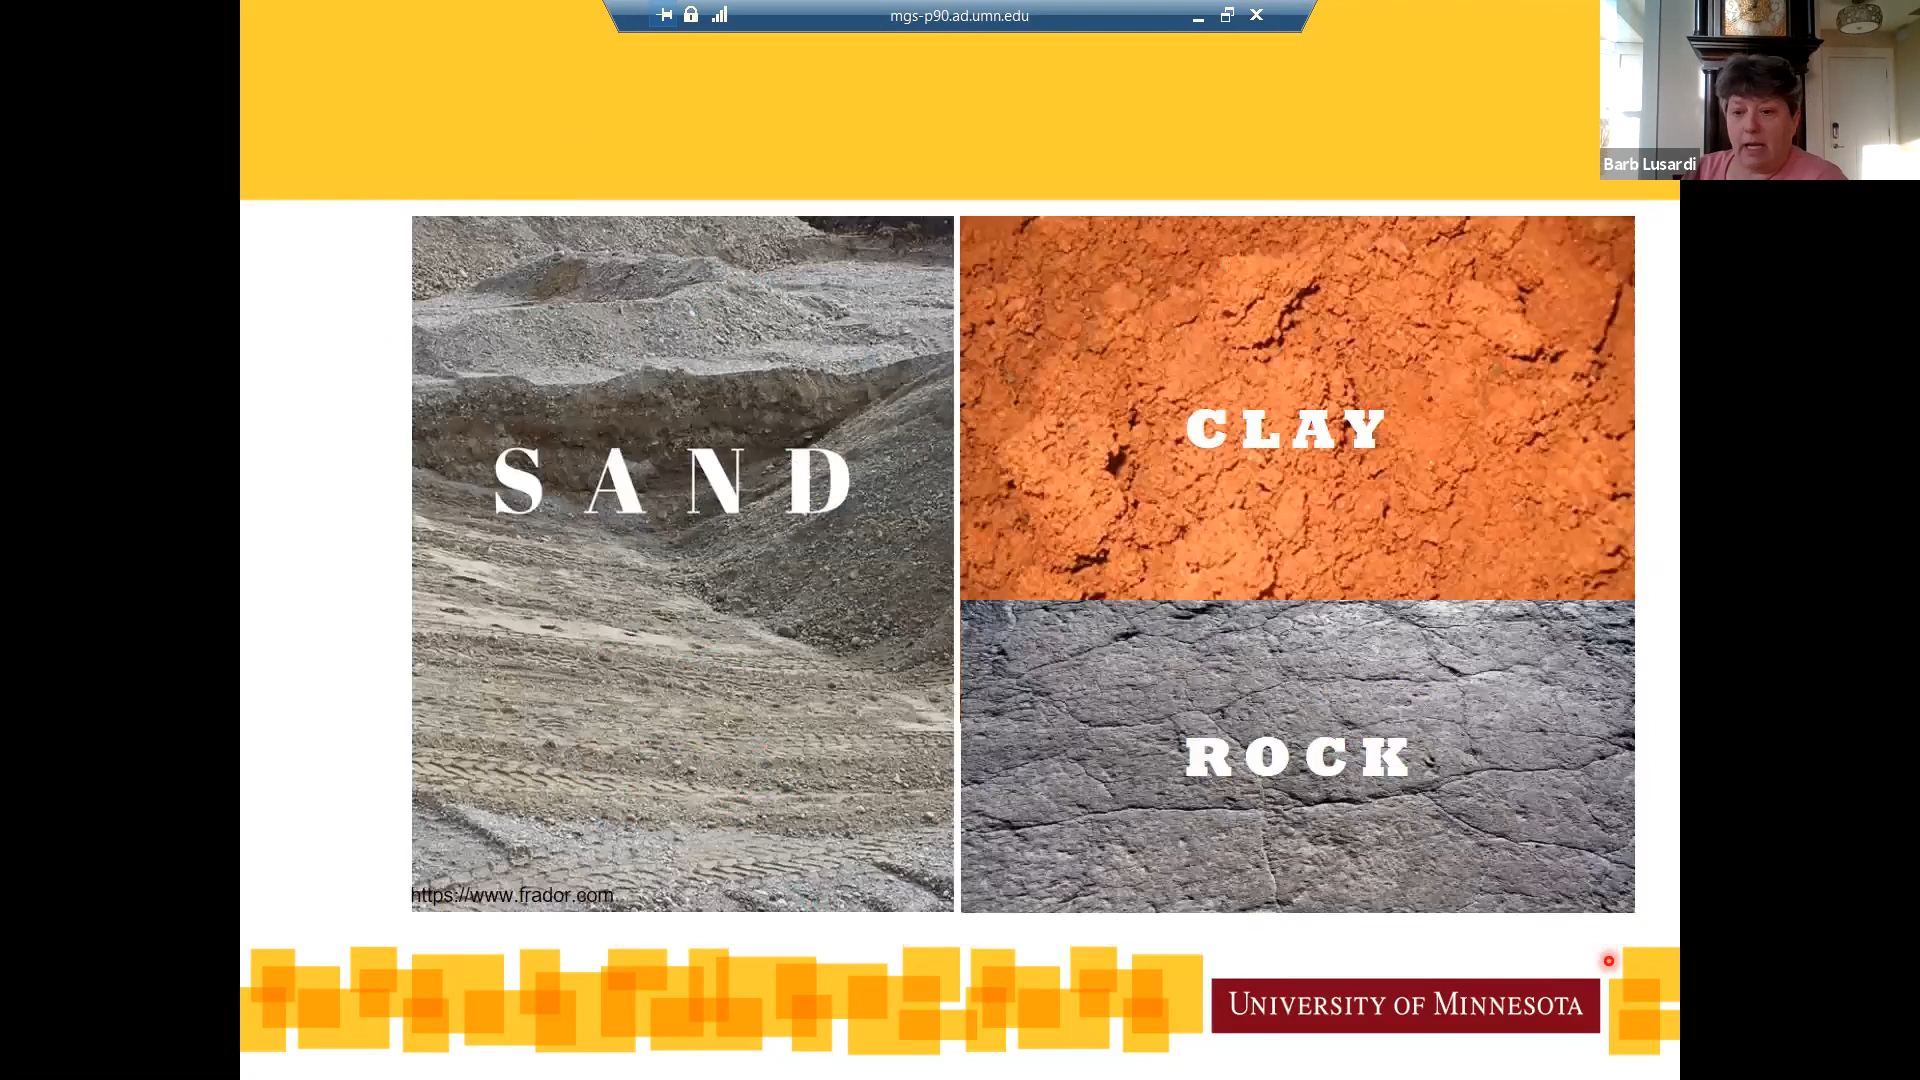 mgs-p90.ad.umn.edu
Barb Lusardi
SAND
CLAY
ROCK
https://www.frador.com
UNIVERSITY OF MINNESOTA